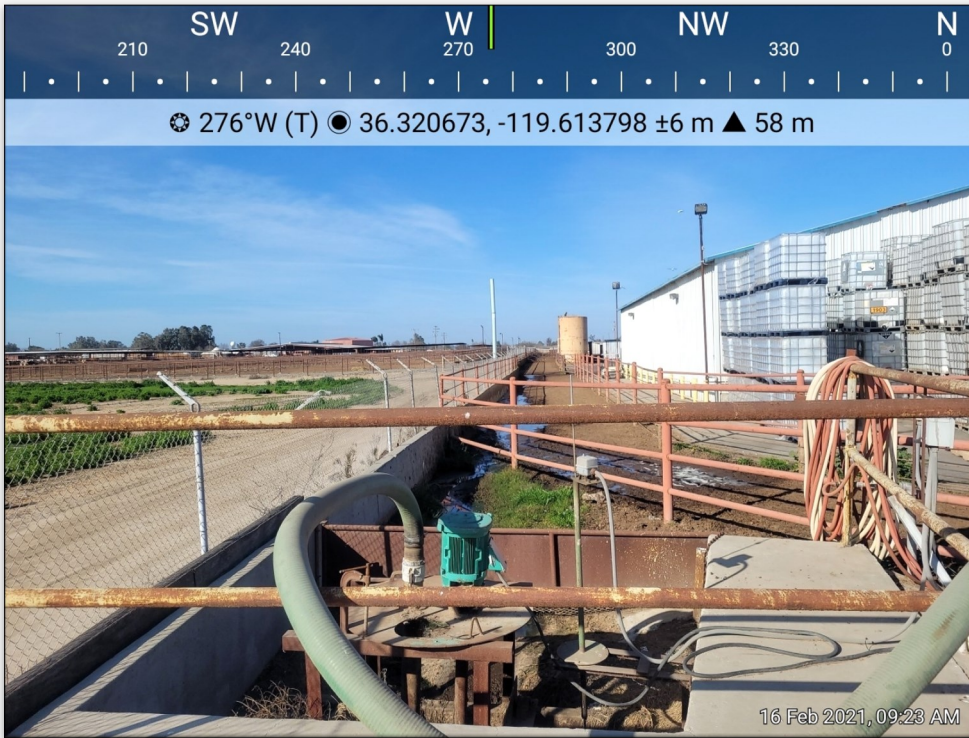 SW W NW N
210 240 270 300 330 0
276°W (T) 36.320673, -119.613798 ±6 m ▲ 58 m
16 Feb 2021, 09:23 AM